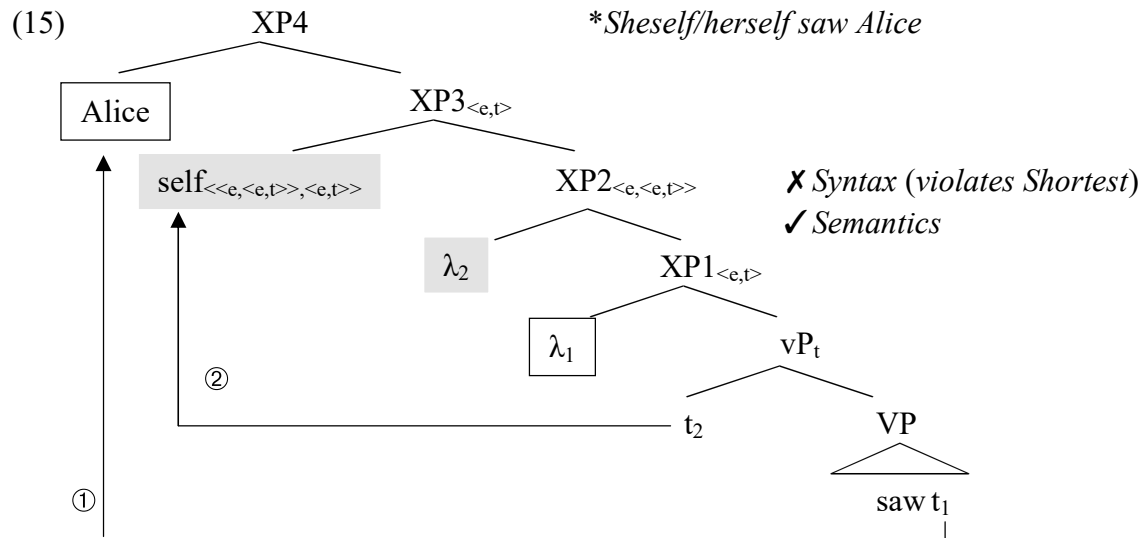 (15) XP4 *Sheself/herself saw Alice
Alice XP3<e,t>
self<<e,<e,t>>,<e,t>> XP2<e,<e,t>> ✗ Syntax (violates Shortest)
✓ Semantics
λ2 XP1<e,t>
λ1 vPt
② t2 VP
① saw t1